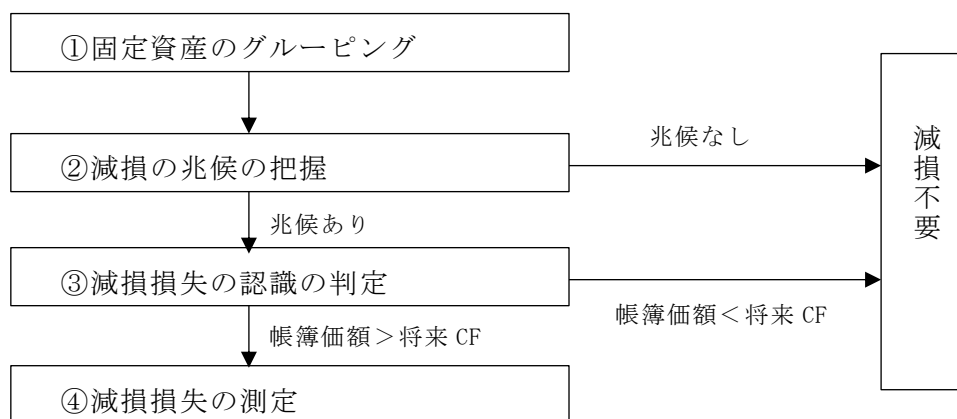 ①固定資産のグルーピング
兆候なし
②減損の兆候の把握
減損不要
兆候あり
③減損損失の認識の判定
帳簿価額＜将来 CF
帳簿価額＞将来 CF
④減損損失の測定